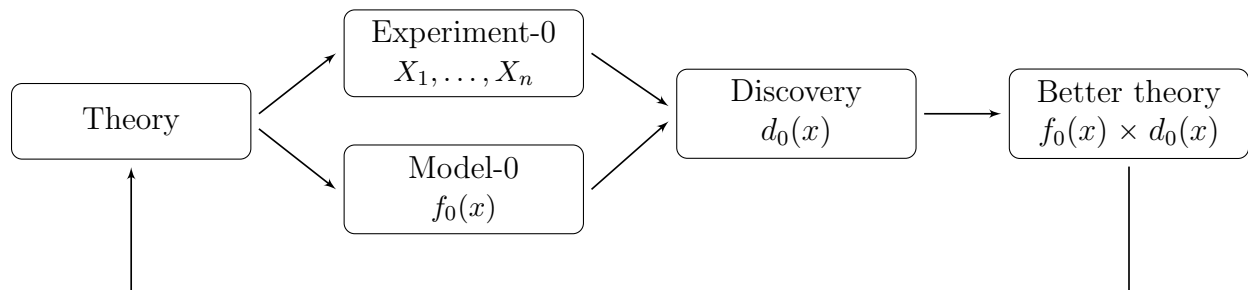 Theory
Experiment-0
X₁, . . . , Xₙ
Model-0
f₀(x)
Discovery
d₀(x)
Better theory
f₀(x) × d₀(x)